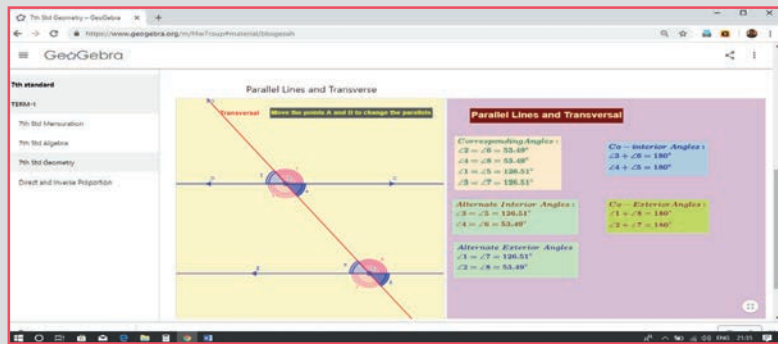 7th Std Geometry – GeoGebra
GeoGebra
7th standard
TERM-1
7th Std Mensuration
7th Std Algebra
7th Std Geometry
Direct and Inverse Proportion
Parallel Lines and Transverse
Transversal
Move the points A and D to change the parallels
Parallel Lines and Transversal
Corresponding Angles :
∠2 = ∠6 = 53.49°
∠4 = ∠8 = 53.49°
∠1 = ∠5 = 126.51°
∠3 = ∠7 = 126.51°
Co – interior Angles :
∠3 + ∠6 = 180°
∠4 + ∠5 = 180°
Alternate Interior Angles :
∠3 = ∠5 = 126.51°
∠4 = ∠6 = 53.49°
Co – Exterior Angles :
∠1 + ∠8 = 180°
∠2 + ∠7 = 180°
Alternate Exterior Angles
∠1 = ∠7 = 126.51°
∠2 = ∠8 = 53.49°
ENG 21:35